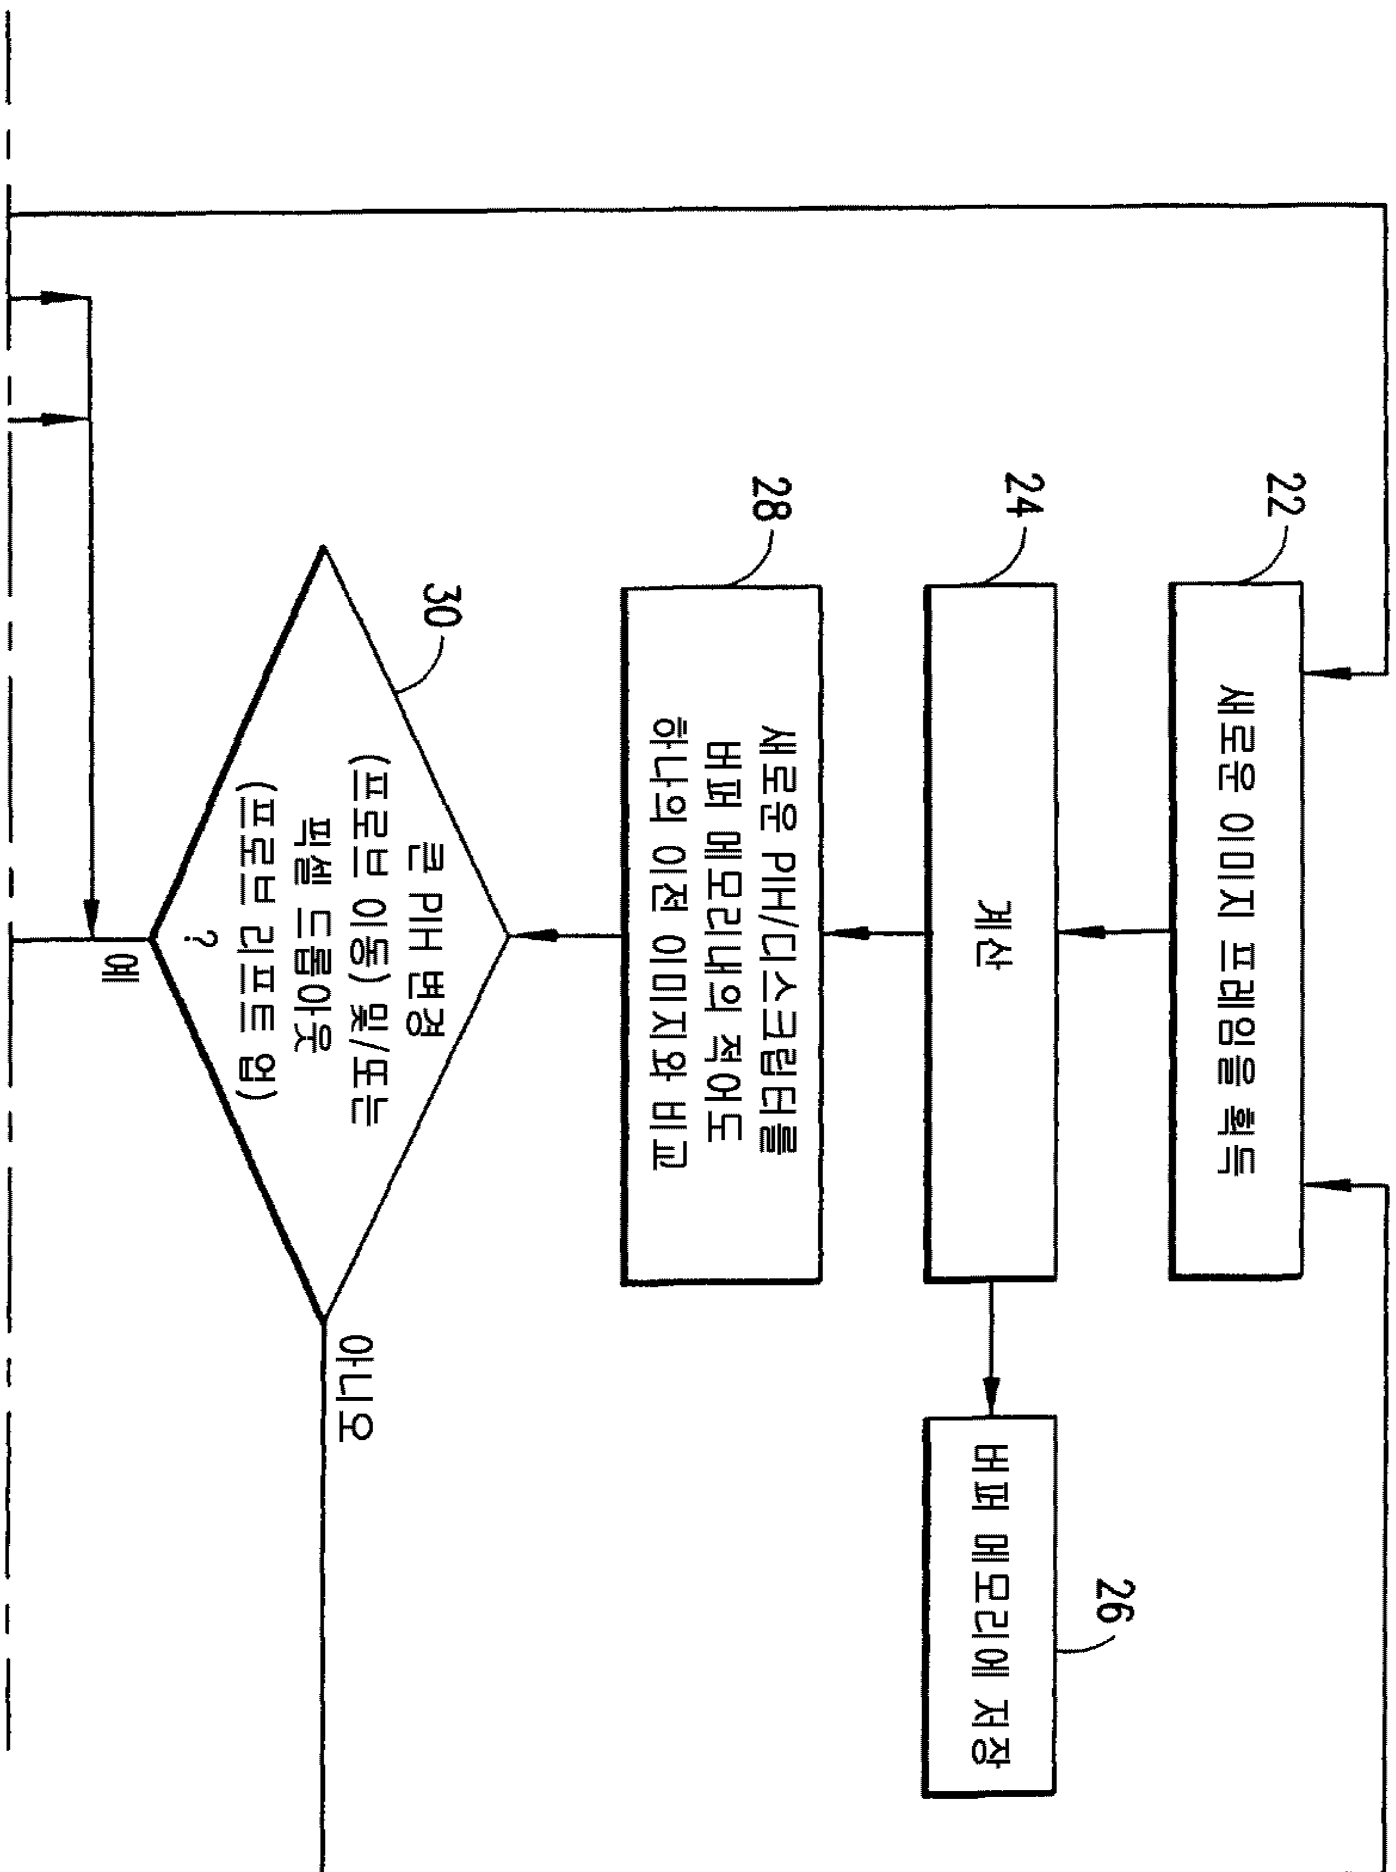 22
새로운 이미지 프레임을 획득
24
계산
26
버퍼 메모리에 저장
28
새로운 PIH/디스크립터를
버퍼 메모리내의 적어도
하나의 이전 이미지와 비교
30
큰 PIH 변경
(프로브 이동) 및/또는
픽셀 드롭아웃
(프로브 리프트 업)
?
아니오
예